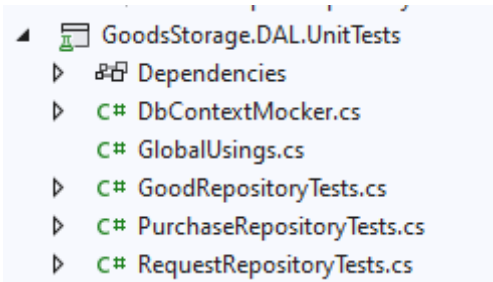 GoodsStorage.DAL.UnitTests
Dependencies
C# DbContextMocker.cs
C# GlobalUsings.cs
C# GoodRepositoryTests.cs
C# PurchaseRepositoryTests.cs
C# RequestRepositoryTests.cs